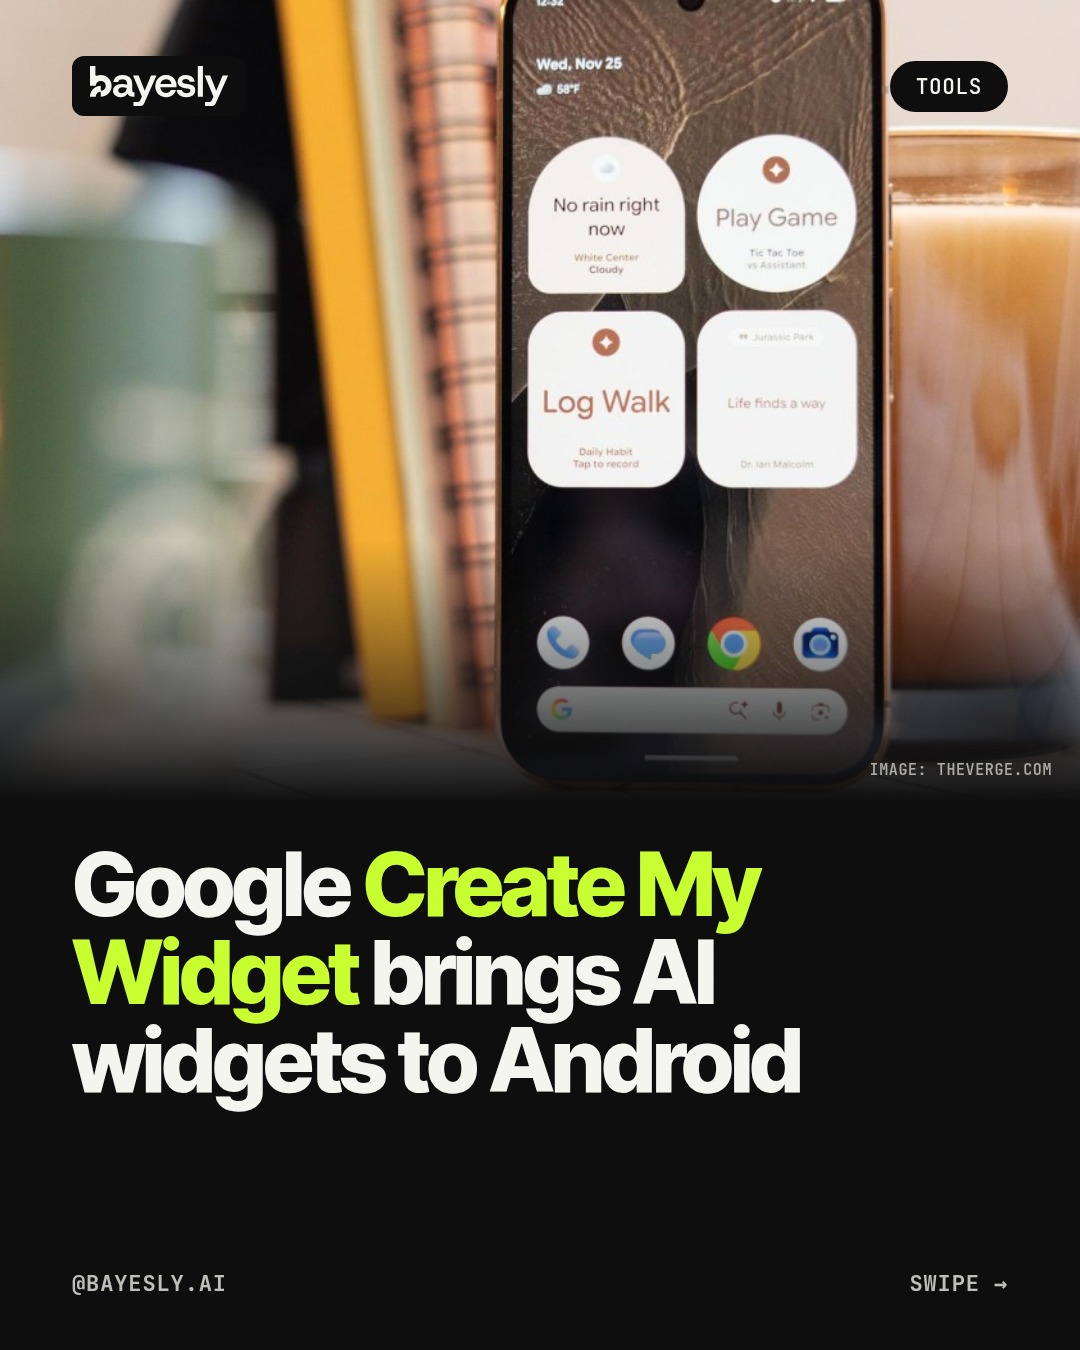 12:32
bayesly
TOOLS
Wed, Nov 25
58°F
No rain right
now
White Center
Cloudy
Play Game
Tic Tac Toe
vs Assistant
Log Walk
Daily Habit
Tap to record
" Jurassic Park
Life finds a way
Dr. Ian Malcolm
IMAGE: THEVERGE.COM
Google Create My
Widget brings AI
widgets to Android
@BAYESLY.AI
SWIPE →